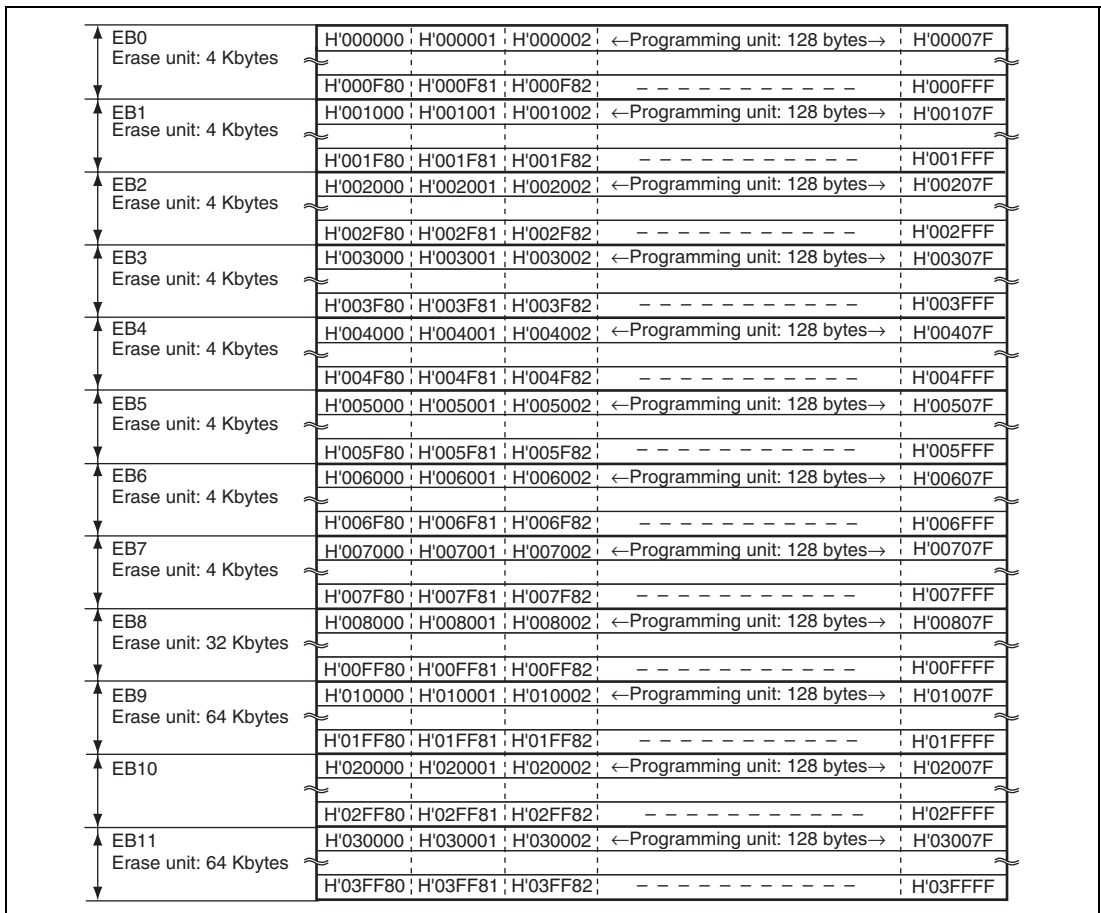 EB0 H'000000 H'000001 H'000002 ←Programming unit: 128 bytes→ H'00007F
Erase unit: 4 Kbytes
H'000F80 H'000F81 H'000F82 – – – – – – – – – – – H'000FFF
EB1 H'001000 H'001001 H'001002 ←Programming unit: 128 bytes→ H'00107F
Erase unit: 4 Kbytes
H'001F80 H'001F81 H'001F82 – – – – – – – – – – – H'001FFF
EB2 H'002000 H'002001 H'002002 ←Programming unit: 128 bytes→ H'00207F
Erase unit: 4 Kbytes
H'002F80 H'002F81 H'002F82 – – – – – – – – – – – H'002FFF
EB3 H'003000 H'003001 H'003002 ←Programming unit: 128 bytes→ H'00307F
Erase unit: 4 Kbytes
H'003F80 H'003F81 H'003F82 – – – – – – – – – – – H'003FFF
EB4 H'004000 H'004001 H'004002 ←Programming unit: 128 bytes→ H'00407F
Erase unit: 4 Kbytes
H'004F80 H'004F81 H'004F82 – – – – – – – – – – – H'004FFF
EB5 H'005000 H'005001 H'005002 ←Programming unit: 128 bytes→ H'00507F
Erase unit: 4 Kbytes
H'005F80 H'005F81 H'005F82 – – – – – – – – – – – H'005FFF
EB6 H'006000 H'006001 H'006002 ←Programming unit: 128 bytes→ H'00607F
Erase unit: 4 Kbytes
H'006F80 H'006F81 H'006F82 – – – – – – – – – – – H'006FFF
EB7 H'007000 H'007001 H'007002 ←Programming unit: 128 bytes→ H'00707F
Erase unit: 4 Kbytes
H'007F80 H'007F81 H'007F82 – – – – – – – – – – – H'007FFF
EB8 H'008000 H'008001 H'008002 ←Programming unit: 128 bytes→ H'00807F
Erase unit: 32 Kbytes
H'00FF80 H'00FF81 H'00FF82 – – – – – – – – – – – H'00FFFF
EB9 H'010000 H'010001 H'010002 ←Programming unit: 128 bytes→ H'01007F
Erase unit: 64 Kbytes
H'01FF80 H'01FF81 H'01FF82 – – – – – – – – – – – H'01FFFF
EB10 H'020000 H'020001 H'020002 ←Programming unit: 128 bytes→ H'02007F
H'02FF80 H'02FF81 H'02FF82 – – – – – – – – – – – H'02FFFF
EB11 H'030000 H'030001 H'030002 ←Programming unit: 128 bytes→ H'03007F
Erase unit: 64 Kbytes
H'03FF80 H'03FF81 H'03FF82 – – – – – – – – – – – H'03FFFF